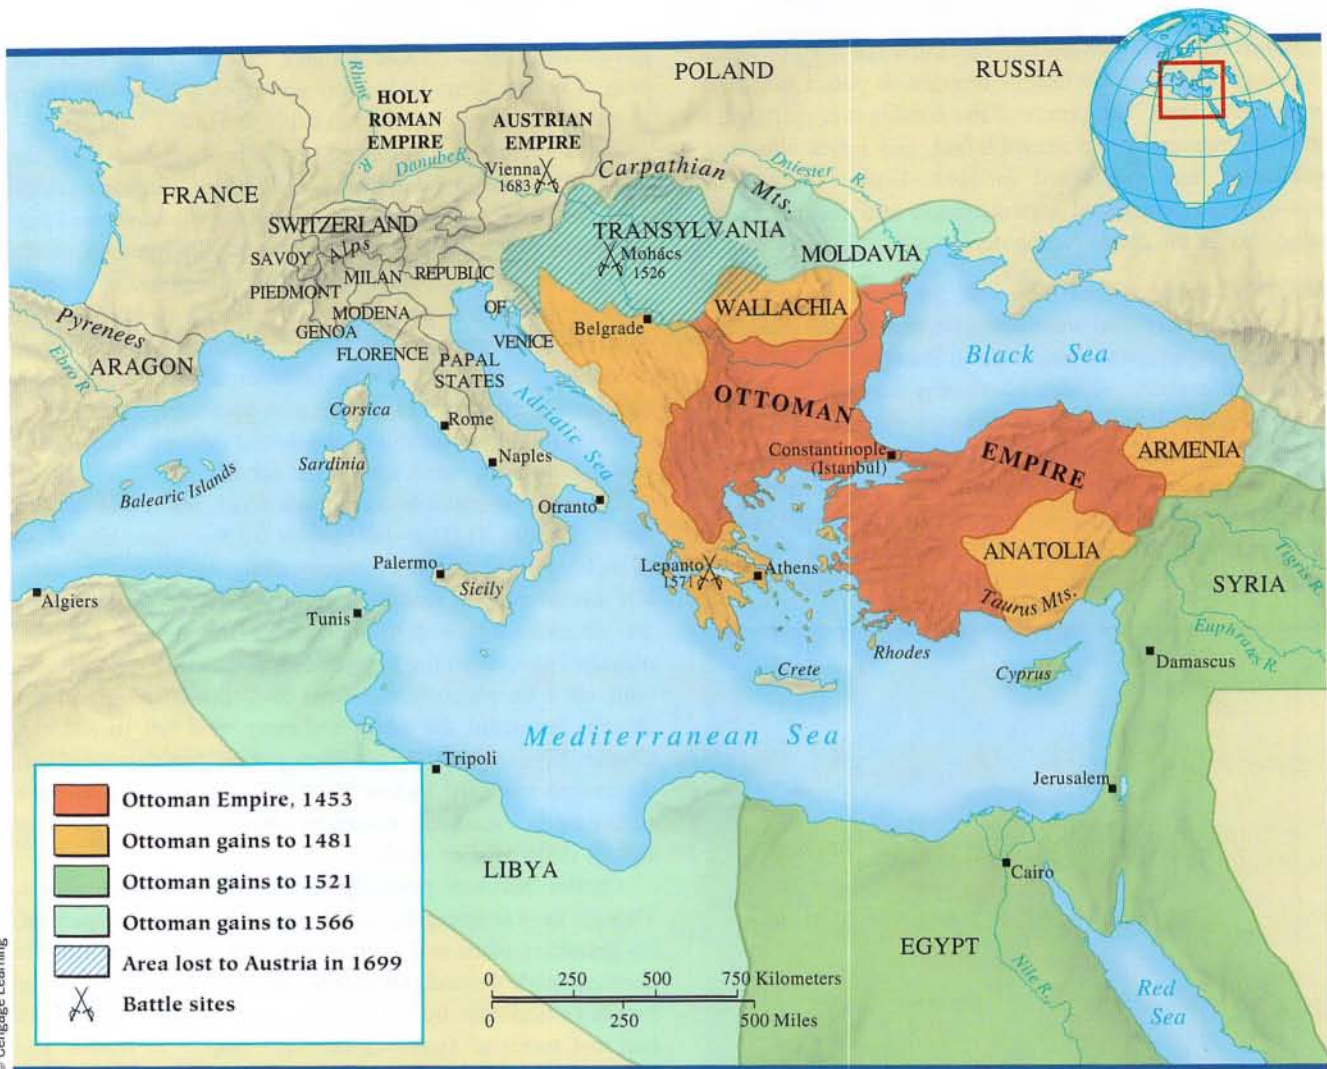 POLAND
RUSSIA
HOLY
ROMAN
EMPIRE
AUSTRIAN
EMPIRE
Rhine
R.
Danube R.
Vienna
1683
Carpathian
Mts.
Dniester R.
FRANCE
SWITZERLAND
Alps
SAVOY
PIEDMONT
MILAN
REPUBLIC
OF
VENICE
MODENA
GENOA
FLORENCE
PAPAL
STATES
TRANSYLVANIA
Mohács
1526
MOLDAVIA
WALLACHIA
Belgrade
Pyrenees
Ebro R.
ARAGON
Corsica
Rome
Adriatic Sea
Black Sea
OTTOMAN
EMPIRE
Constantinople
(Istanbul)
ARMENIA
Sardinia
Naples
Balearic Islands
Otranto
Palermo
Sicily
Lepanto
1571
Athens
ANATOLIA
Taurus Mts.
SYRIA
Tigris R.
Euphrates R.
Algiers
Tunis
Crete
Rhodes
Cyprus
Damascus
Mediterranean Sea
Tripoli
Jerusalem
LIBYA
Cairo
EGYPT
Nile R.
Red
Sea
Ottoman Empire, 1453
Ottoman gains to 1481
Ottoman gains to 1521
Ottoman gains to 1566
Area lost to Austria in 1699
Battle sites
0 250 500 750 Kilometers
0 250 500 Miles
© Cengage Learning